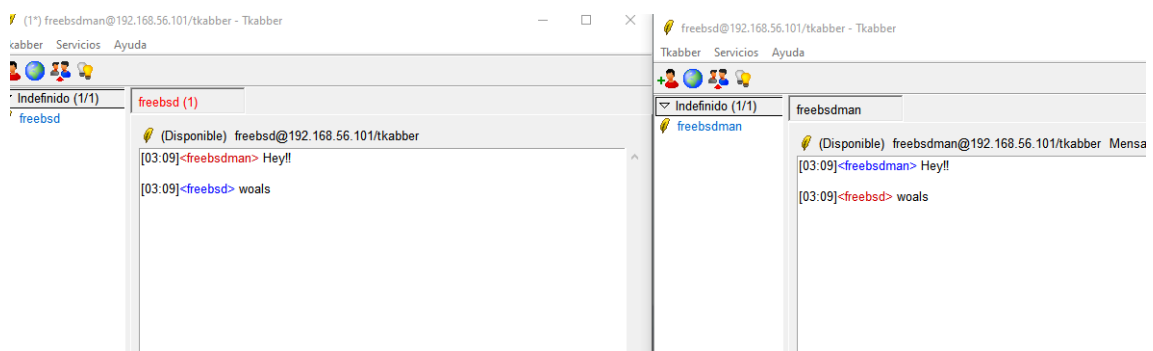 (1*) freebsdman@192.168.56.101/tkabber - Tkabber
kabber Servicios Ayuda
Indefinido (1/1)
freebsd
freebsd (1)
(Disponible) freebsd@192.168.56.101/tkabber
[03:09]<freebsdman> Hey!!
[03:09]<freebsd> woals
freebsd@192.168.56.101/tkabber - Tkabber
Tkabber Servicios Ayuda
Indefinido (1/1)
freebsdman
freebsdman
(Disponible) freebsdman@192.168.56.101/tkabber Mensa
[03:09]<freebsdman> Hey!!
[03:09]<freebsd> woals